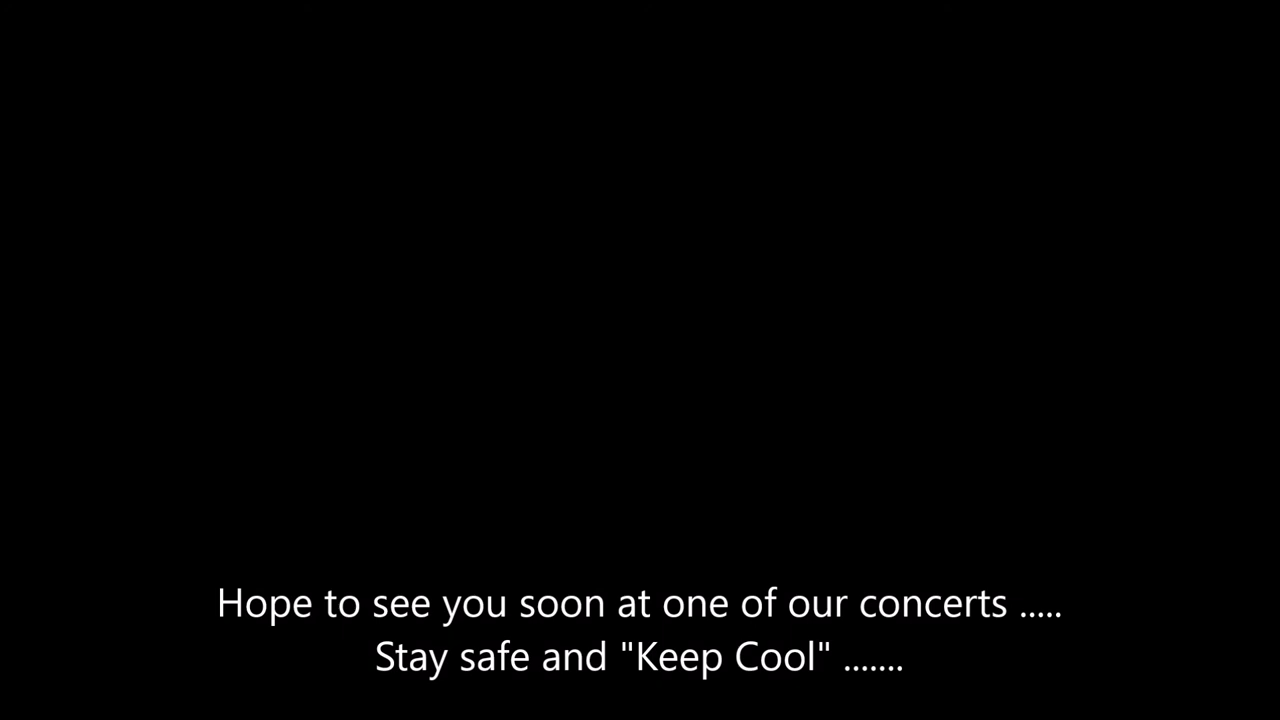 Hope to see you soon at one of our concerts .....
Stay safe and "Keep Cool" .......